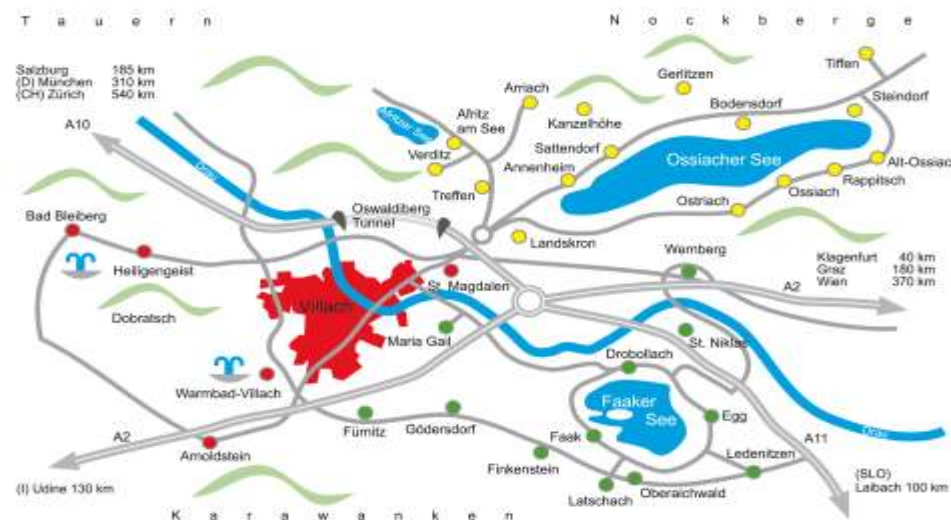 T a u e r n
N o c k b e r g e
Salzburg 185 km
(D) München 310 km
(CH) Zürich 540 km
A10
Drau
Afritzer See
Afritz
am See
Arriach
Verditz
Treffen
Kanzelhöhe
Gerlitzen
Tiffen
Steindorf
Bodensdorf
Sattendorf
Annenheim
Ossiacher See
Alt-Ossiach
Rappitsch
Ossiach
Ostriach
Oswaldiberg
Tunnel
Landskron
Bad Bleiberg
Heiligengeist
Dobratsch
Villach
St. Magdalen
Wernberg
Klagenfurt 40 km
Graz 180 km
Wien 370 km
A2
Maria Gail
St. Niklas
Drobollach
Warmbad-Villach
Faaker
See
Egg
Faak
Fürnitz
Gödersdorf
A2
Arnoldstein
Finkenstein
Ledenitzen
A11
Drau
Latschach
Oberaichwald
(SLO)
Laibach 100 km
(I) Udine 130 km
K a r a w a n k e n